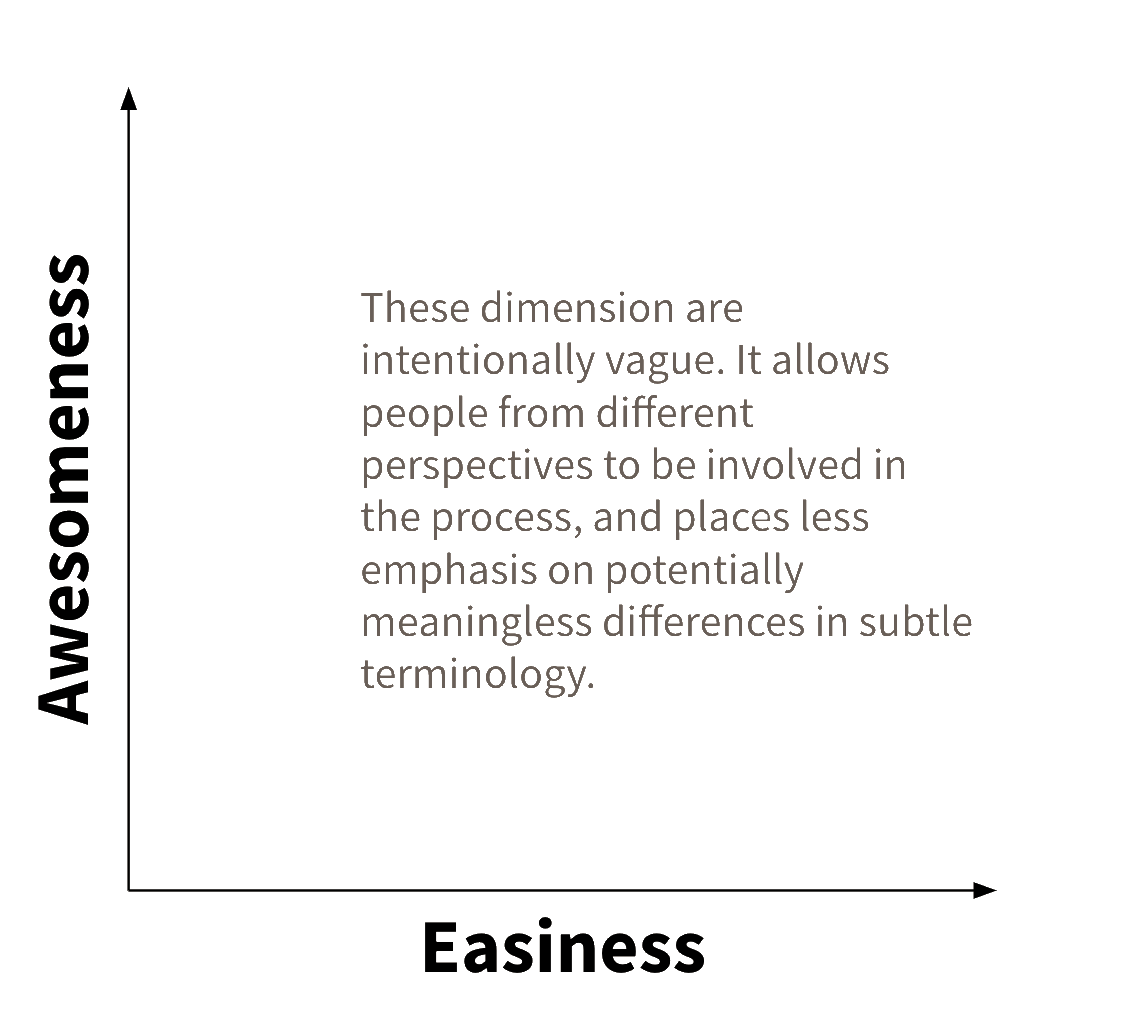 Awesomeness
These dimension are
intentionally vague. It allows
people from different
perspectives to be involved in
the process, and places less
emphasis on potentially
meaningless differences in subtle
terminology.
Easiness